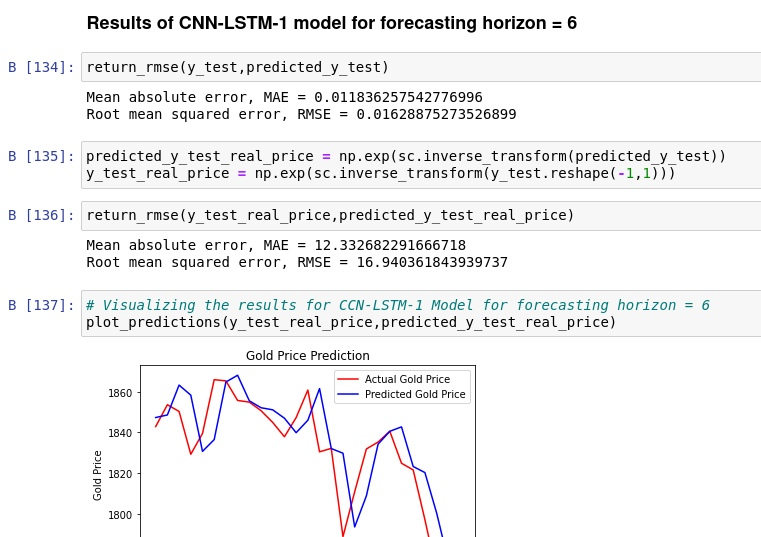 Results of CNN-LSTM-1 model for forecasting horizon = 6
B [134]: return_rmse(y_test,predicted_y_test)
Mean absolute error, MAE = 0.011836257542776996
Root mean squared error, RMSE = 0.01628875273526899
B [135]: predicted_y_test_real_price = np.exp(sc.inverse_transform(predicted_y_test))
y_test_real_price = np.exp(sc.inverse_transform(y_test.reshape(-1,1)))
B [136]: return_rmse(y_test_real_price,predicted_y_test_real_price)
Mean absolute error, MAE = 12.332682291666718
Root mean squared error, RMSE = 16.940361843939737
B [137]: # Visualizing the results for CCN-LSTM-1 Model for forecasting horizon = 6
plot_predictions(y_test_real_price,predicted_y_test_real_price)
Gold Price Prediction
Actual Gold Price
Predicted Gold Price
Gold Price
1860
1840
1820
1800